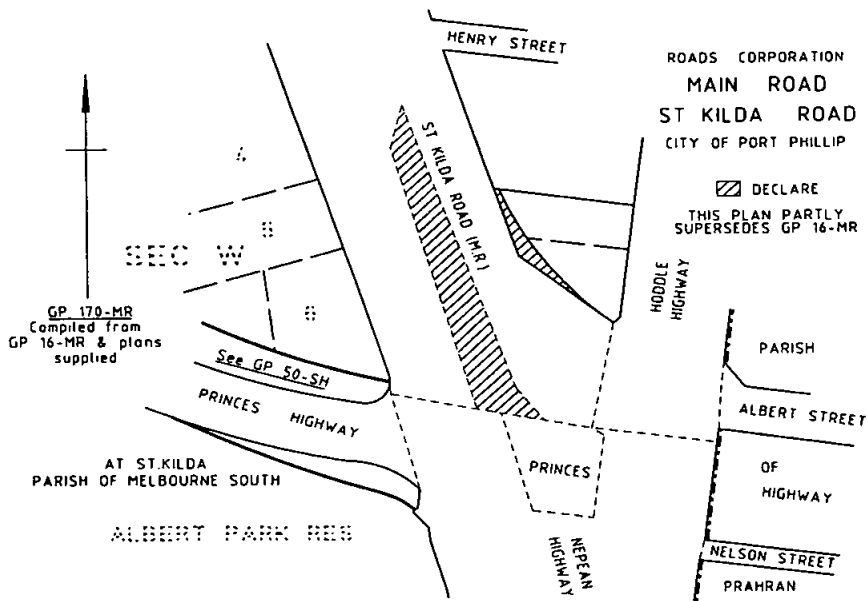 HENRY STREET
ROADS CORPORATION
MAIN ROAD
ST KILDA ROAD
CITY OF PORT PHILLIP
DECLARE
THIS PLAN PARTLY
SUPERSEDES GP 16-MR
ST KILDA ROAD (M.R)
4
5
SEC W
6
GP 170-MR
Compiled from
GP 16-MR & plans
supplied
See GP 50-SH
PRINCES HIGHWAY
HODDLE
HIGHWAY
PARISH
ALBERT STREET
AT ST.KILDA
PARISH OF MELBOURNE SOUTH
PRINCES
OF
HIGHWAY
ALBERT PARK RES
NEPEAN
HIGHWAY
NELSON STREET
PRAHRAN